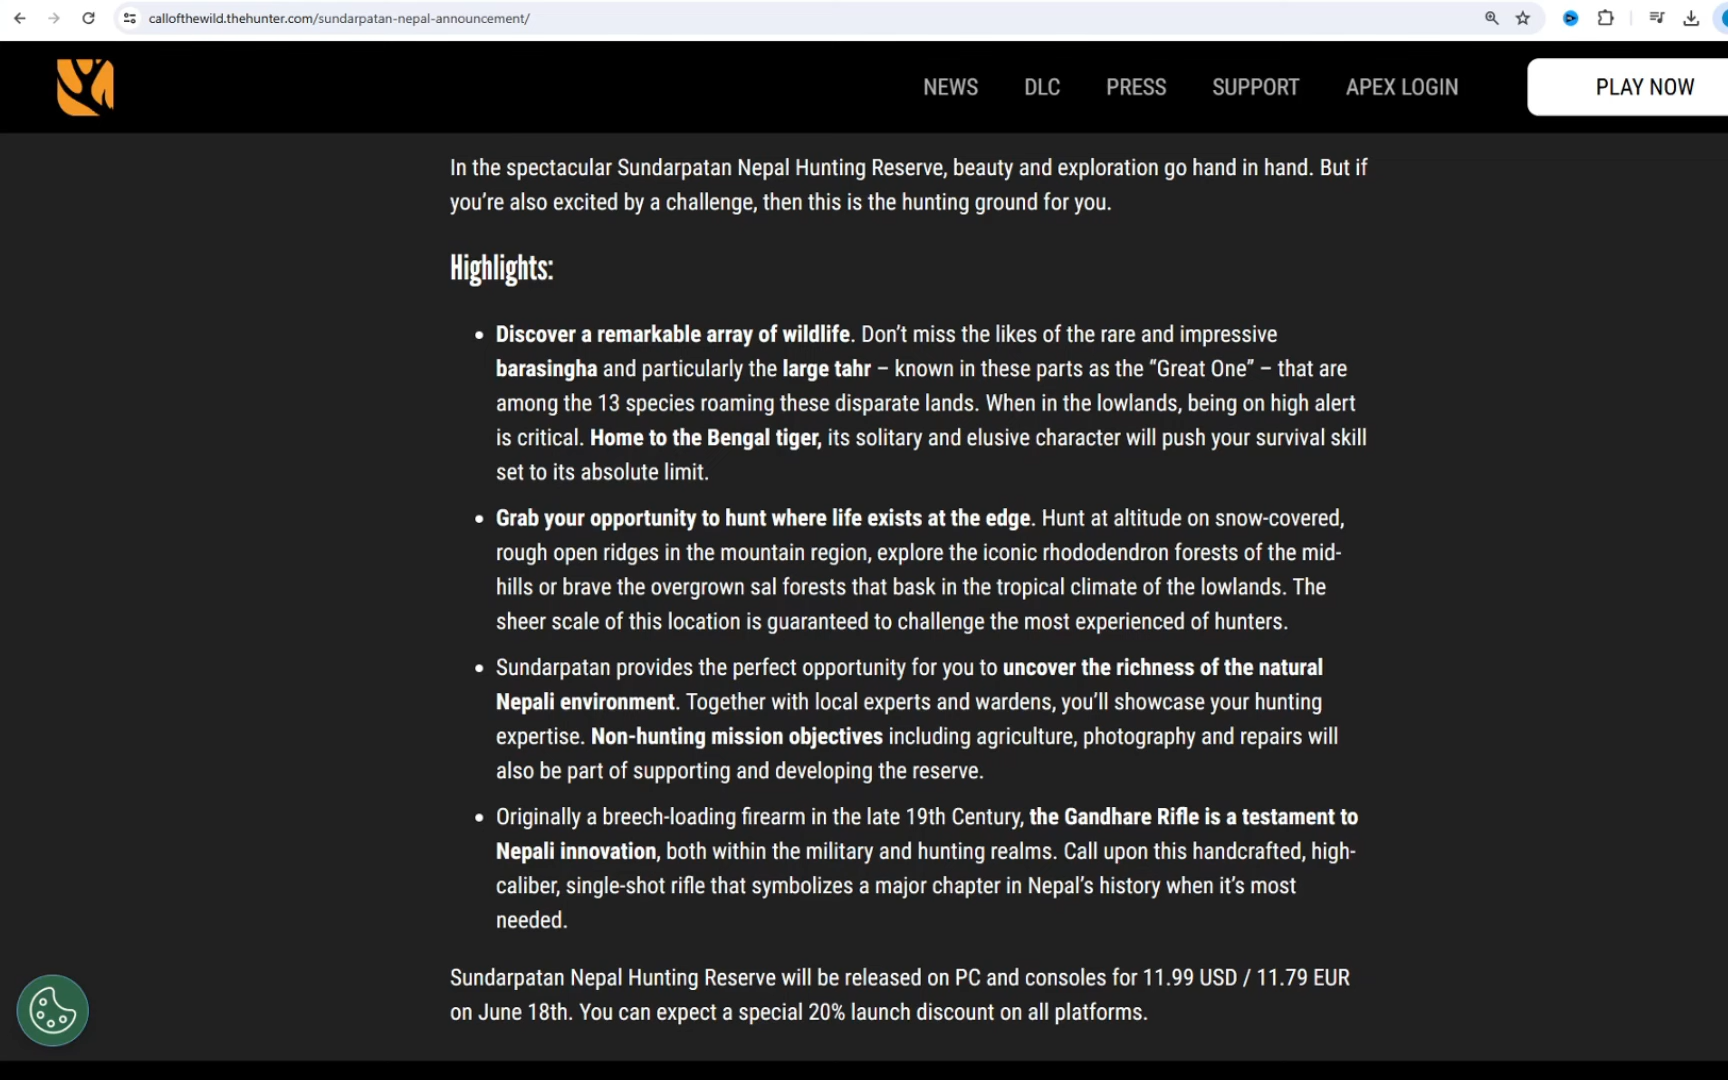 callofthewild.thehunter.com/sundarpatan-nepal-announcement/
NEWS DLC PRESS SUPPORT APEX LOGIN PLAY NOW
In the spectacular Sundarpatan Nepal Hunting Reserve, beauty and exploration go hand in hand. But if
you’re also excited by a challenge, then this is the hunting ground for you.
Highlights:
• Discover a remarkable array of wildlife. Don’t miss the likes of the rare and impressive
barasingha and particularly the large tahr – known in these parts as the “Great One” – that are
among the 13 species roaming these disparate lands. When in the lowlands, being on high alert
is critical. Home to the Bengal tiger, its solitary and elusive character will push your survival skill
set to its absolute limit.
• Grab your opportunity to hunt where life exists at the edge. Hunt at altitude on snow-covered,
rough open ridges in the mountain region, explore the iconic rhododendron forests of the mid-
hills or brave the overgrown sal forests that bask in the tropical climate of the lowlands. The
sheer scale of this location is guaranteed to challenge the most experienced of hunters.
• Sundarpatan provides the perfect opportunity for you to uncover the richness of the natural
Nepali environment. Together with local experts and wardens, you’ll showcase your hunting
expertise. Non-hunting mission objectives including agriculture, photography and repairs will
also be part of supporting and developing the reserve.
• Originally a breech-loading firearm in the late 19th Century, the Gandhare Rifle is a testament to
Nepali innovation, both within the military and hunting realms. Call upon this handcrafted, high-
caliber, single-shot rifle that symbolizes a major chapter in Nepal’s history when it’s most
needed.
Sundarpatan Nepal Hunting Reserve will be released on PC and consoles for 11.99 USD / 11.79 EUR
on June 18th. You can expect a special 20% launch discount on all platforms.